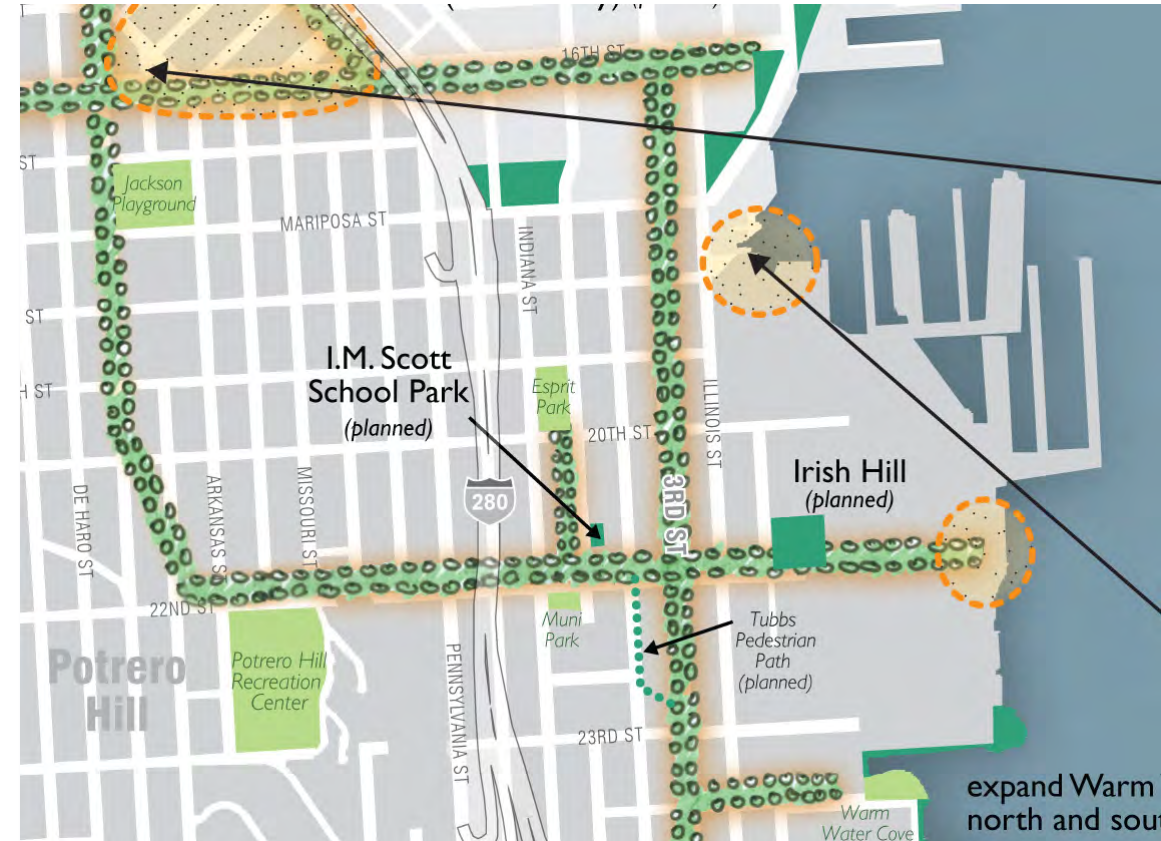 16TH ST
ST
Jackson
Playground
MARIPOSA ST
INDIANA ST
ST
I.M. Scott
School Park
(planned)
Esprit
Park
ILLINOIS ST
H ST
20TH ST
Irish Hill
(planned)
280
3RD ST
DE HARO ST
ARKANSAS S
MISSOURI ST
22ND ST
Muni
Park
Tubbs
Pedestrian
Path
(planned)
Potrero
Hill
Potrero Hill
Recreation
Center
PENNSYLVANIA ST
23RD ST
expand Warm
north and sou
Warm
Water Cove